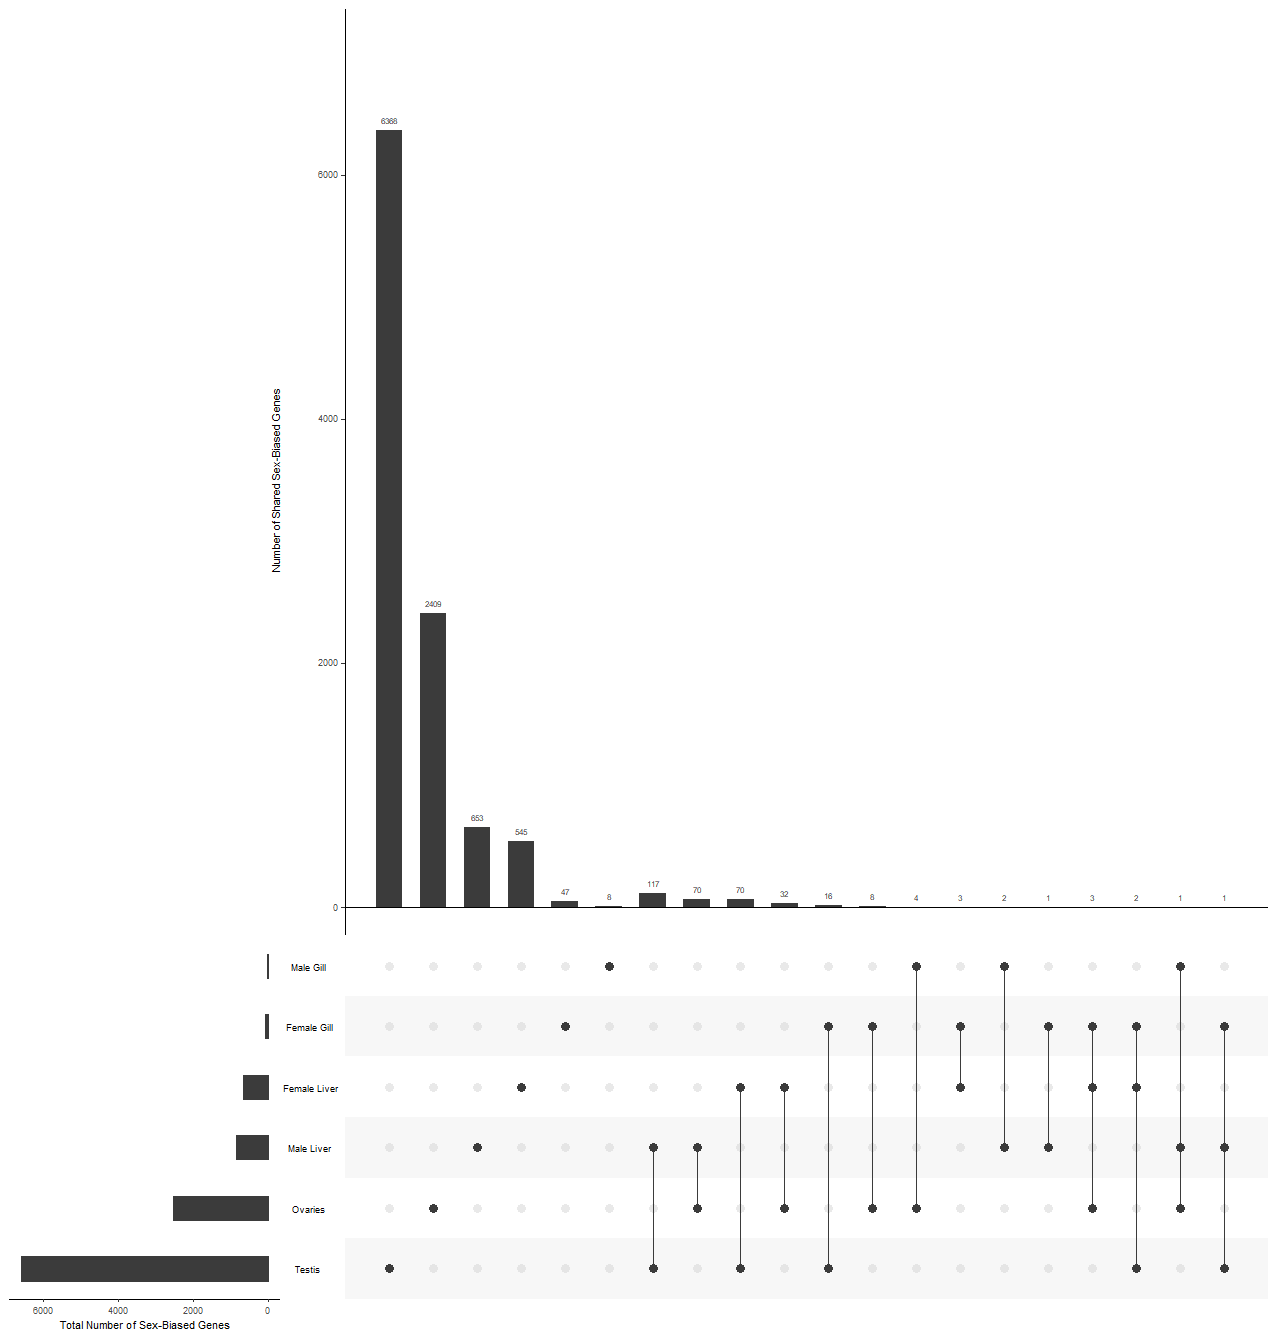 6368
6000
Number of Shared Sex-Biased Genes
4000
2409
2000
653
545
47
8
117
70
70
32
16
8
4
3
2
1
3
2
1
1
0
Male Gill
Female Gill
Female Liver
Male Liver
Ovaries
Testis
6000 4000 2000 0
Total Number of Sex-Biased Genes